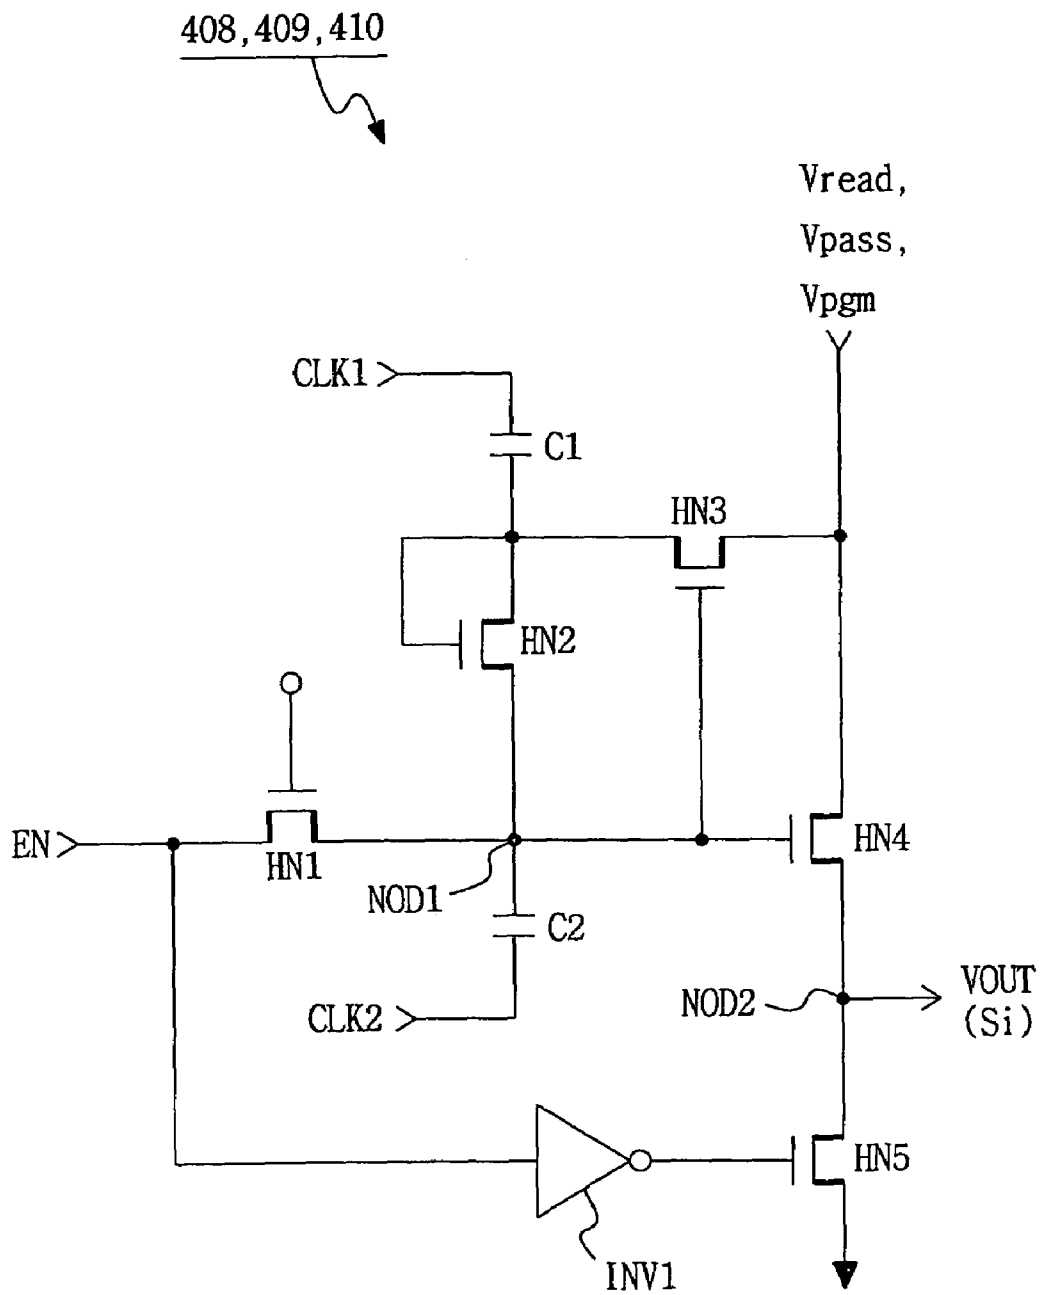 408,409,410
Vread,
Vpass,
Vpgm
CLK1
C1
HN3
HN2
EN
HN1
HN4
NOD1
C2
CLK2
NOD2
VOUT
(Si)
HN5
INV1